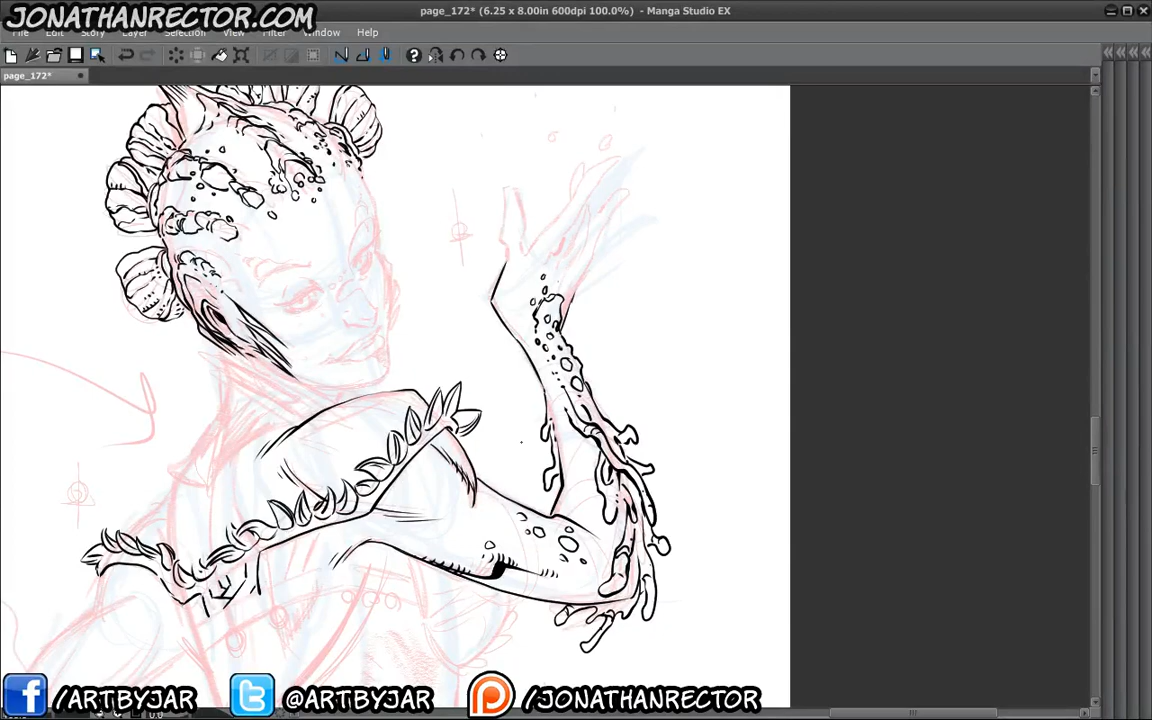 JONATHANRECTOR.COM
page_172* (6.25 x 8.00in 600dpi 100.0%) - Manga Studio EX
File Edit Story Layer Selection View Filter Window Help
page_172*
/ARTBYJAR @ARTBYJAR /JONATHANRECTOR